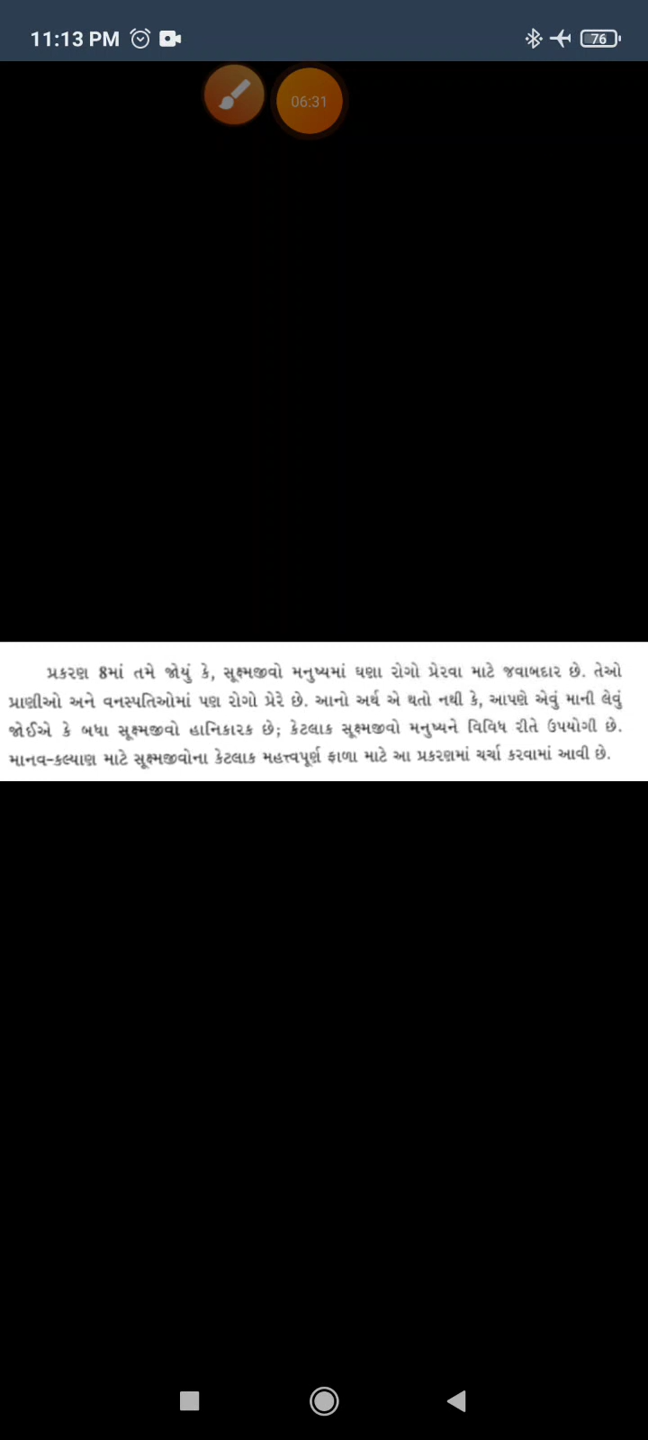 11:13 PM
76
06:31
પ્રકરણ 8માં તમે જોયું કે, સૂક્ષ્મજીવો મનુષ્યમાં ઘણા રોગો પ્રેરવા માટે જવાબદાર છે. તેઓ
પ્રાણીઓ અને વનસ્પતિઓમાં પણ રોગો પ્રેરે છે. આનો અર્થ એ થતો નથી કે, આપણે એવું માની લેવું
જોઈએ કે બધા સૂક્ષ્મજીવો હાનિકારક છે; કેટલાક સૂક્ષ્મજીવો મનુષ્યને વિવિધ રીતે ઉપયોગી છે.
માનવ-કલ્યાણ માટે સૂક્ષ્મજીવોના કેટલાક મહત્ત્વપૂર્ણ ફાળા માટે આ પ્રકરણમાં ચર્ચા કરવામાં આવી છે.